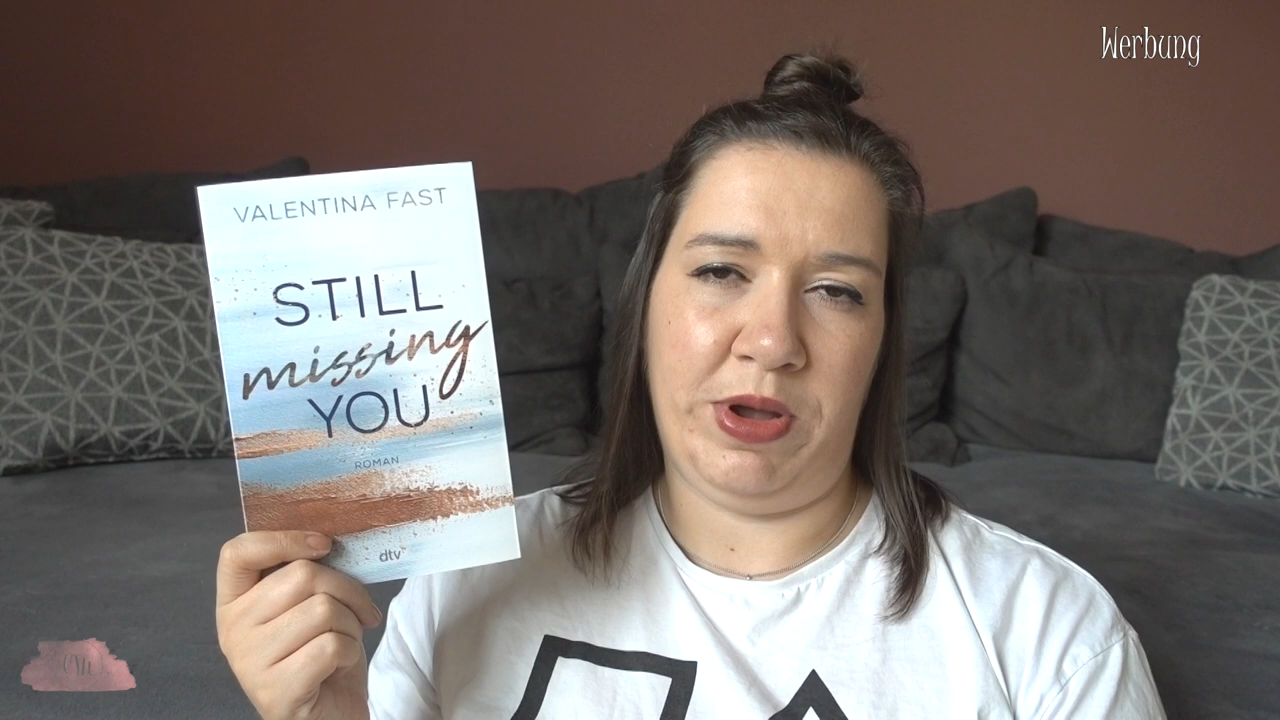 Werbung
VALENTINA FAST
STILL
missing
YOU
ROMAN
dtv